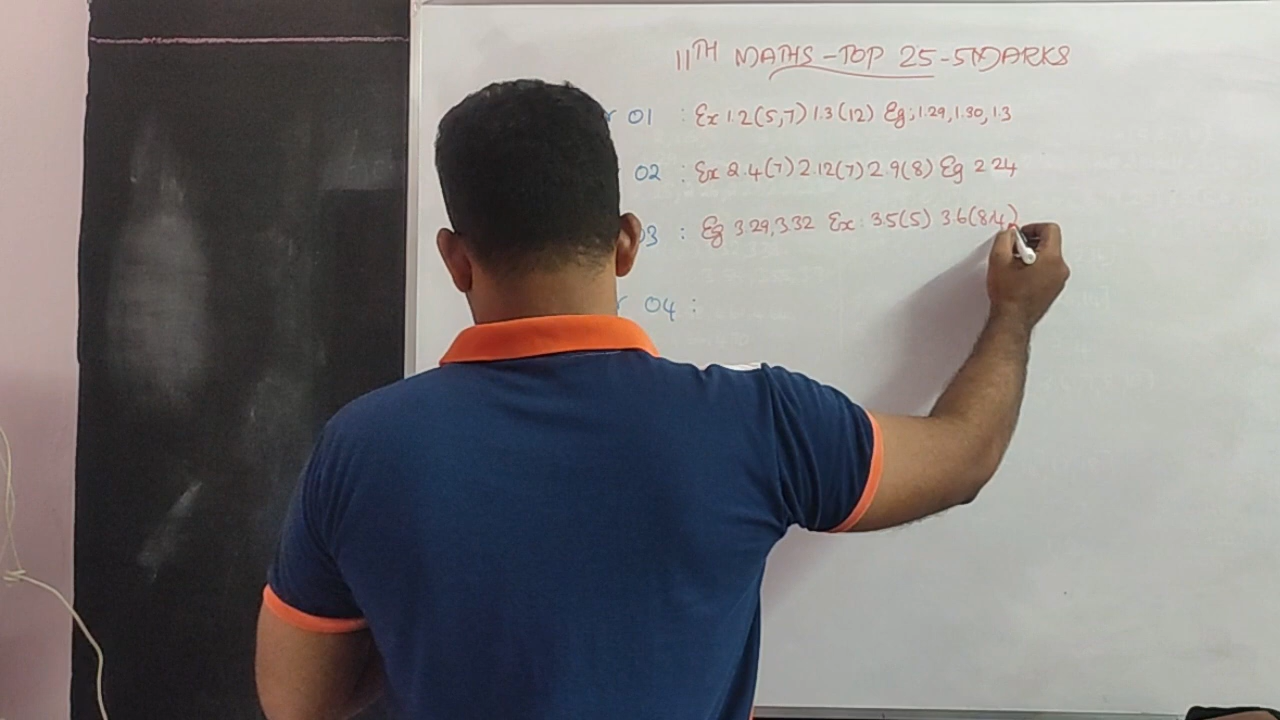 11TH MATHS - TOP 25 - 5 MARKS
r 01 : Ex 1.2(5,7) 1.3(12) Eg; 1.29, 1.30, 1.3
02 : Ex 2.4(7) 2.12(7) 2.9(8) Eg 2 24
03 : Eg 3 29, 3.32 Ex: 3.5(5) 3.6(8,14)
r 04 :